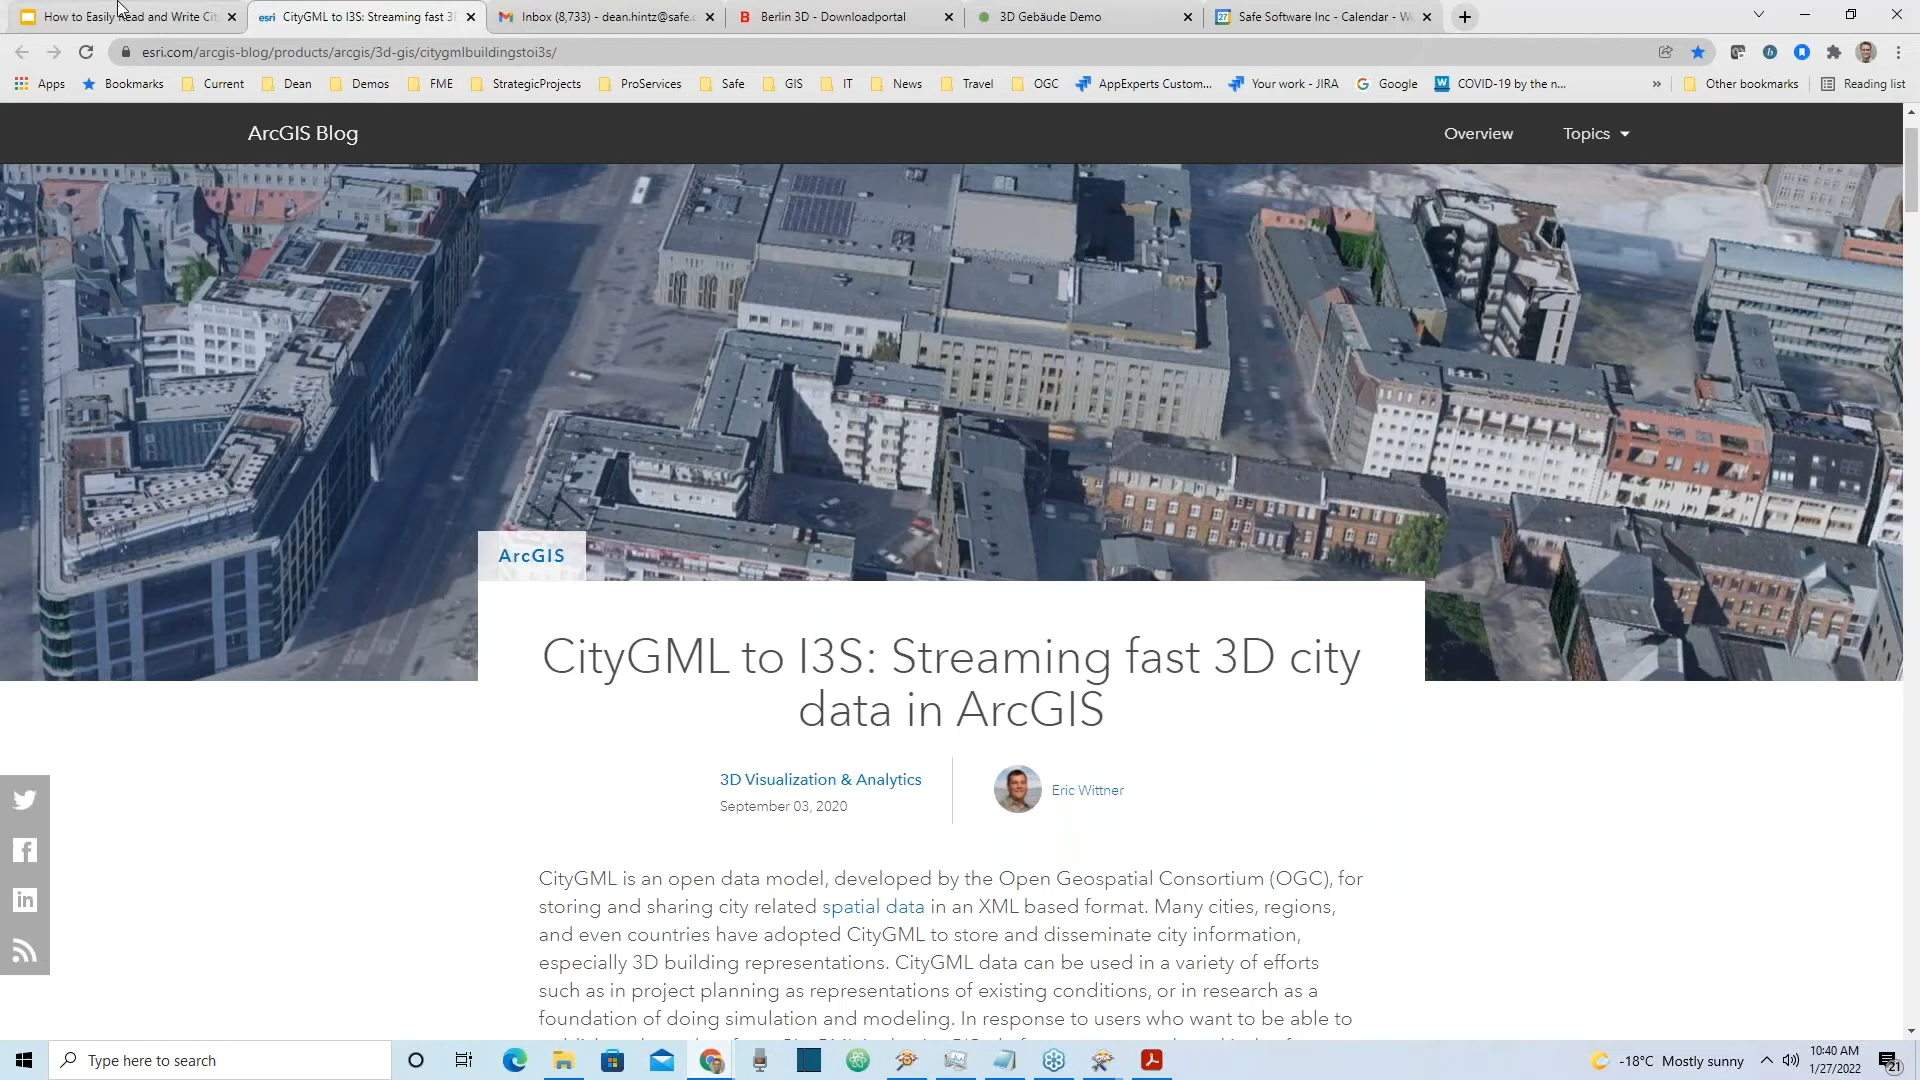 How to Easily Read and Write Cit
esri CityGML to I3S: Streaming fast 3D
Inbox (8,733) - dean.hintz@safe.c
B Berlin 3D - Downloadportal
3D Gebäude Demo
27 Safe Software Inc - Calendar - W
esri.com/arcgis-blog/products/arcgis/3d-gis/citygmlbuildingstoi3s/
Apps Bookmarks Current Dean Demos FME StrategicProjects ProServices Safe GIS IT News Travel OGC AppExperts Custom... Your work - JIRA Google COVID-19 by the n... » Other bookmarks Reading list
ArcGIS Blog
Overview Topics
ArcGIS
CityGML to I3S: Streaming fast 3D city
data in ArcGIS
3D Visualization & Analytics
September 03, 2020
Eric Wittner
CityGML is an open data model, developed by the Open Geospatial Consortium (OGC), for
storing and sharing city related spatial data in an XML based format. Many cities, regions,
and even countries have adopted CityGML to store and disseminate city information,
especially 3D building representations. CityGML data can be used in a variety of efforts
such as in project planning as representations of existing conditions, or in research as a
foundation of doing simulation and modeling. In response to users who want to be able to
Type here to search
-18°C Mostly sunny
10:40 AM
1/27/2022
21